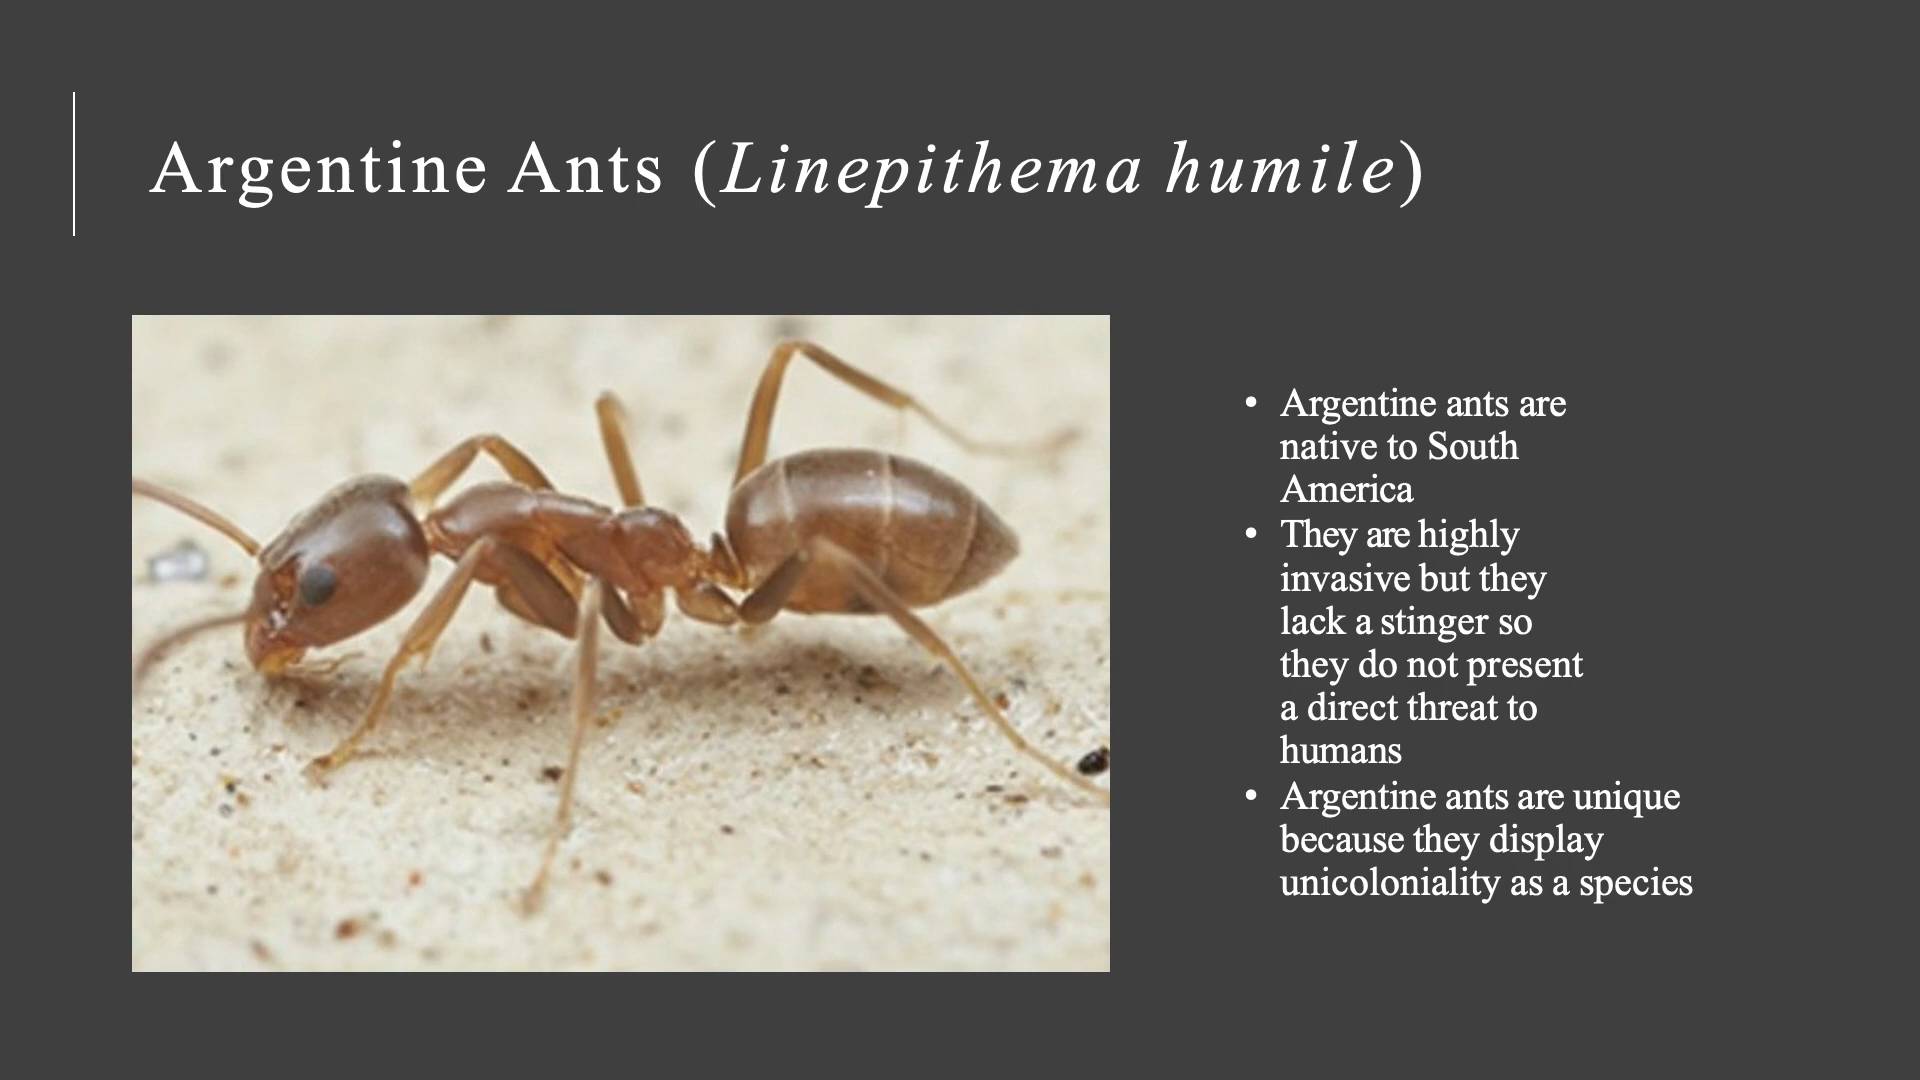 Argentine Ants (Linepithema humile)
• Argentine ants are
native to South
America
• They are highly
invasive but they
lack a stinger so
they do not present
a direct threat to
humans
• Argentine ants are unique
because they display
unicoloniality as a species